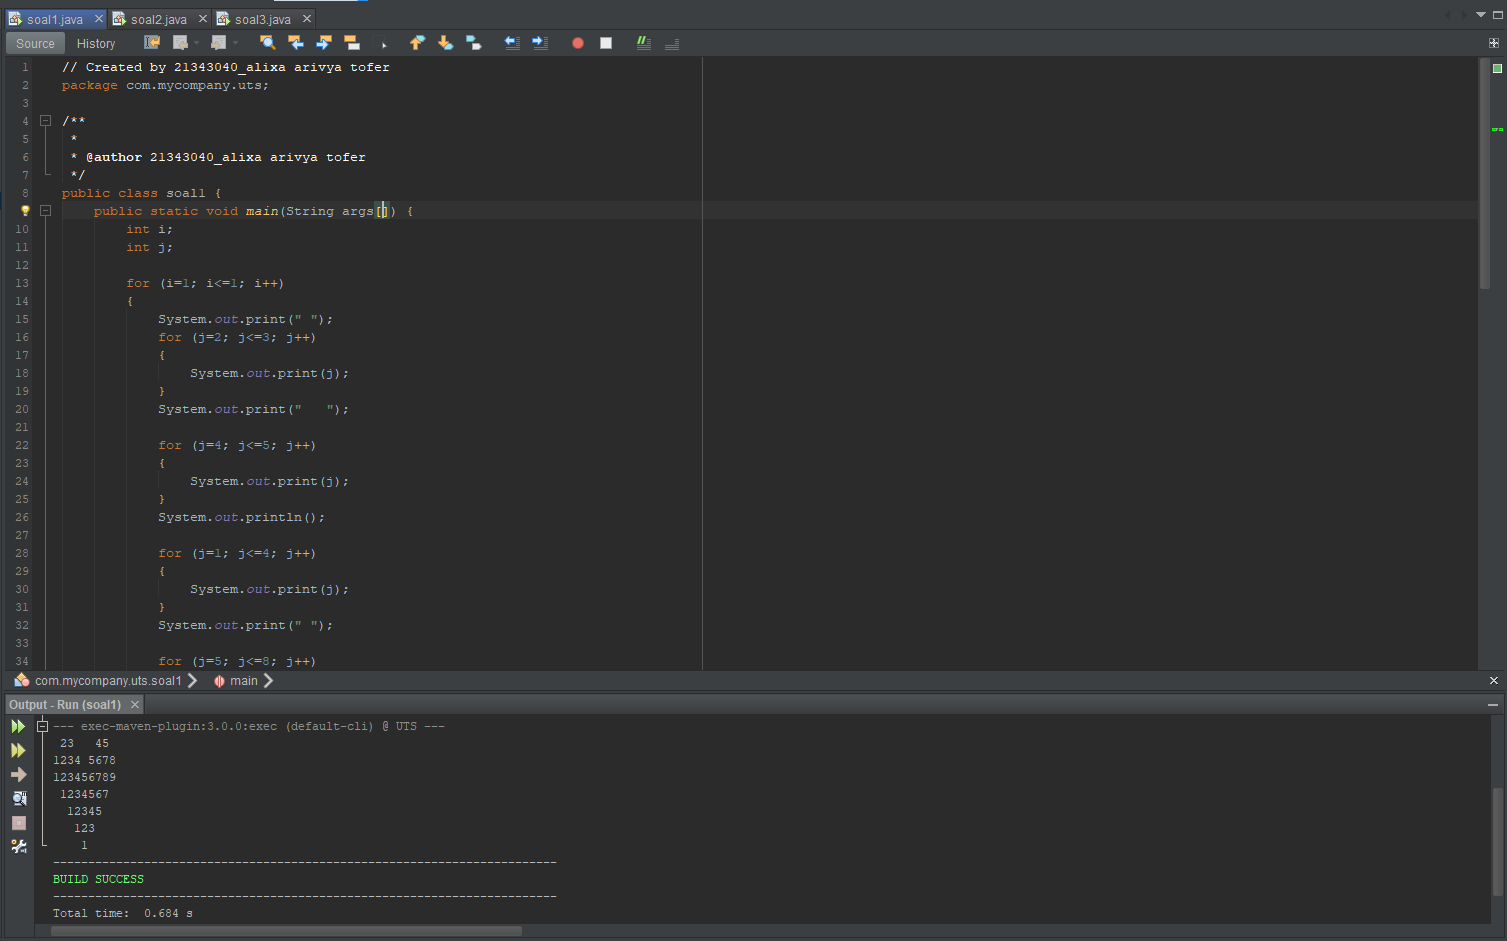 soal1.java soal2.java soal3.java
Source History
1 // Created by 21343040_alixa arivya tofer
2 package com.mycompany.uts;
3
4 /**
5 *
6 * @author 21343040_alixa arivya tofer
7 */
8 public class soal1 {
public static void main(String args[]) {
10 int i;
11 int j;
12
13 for (i=1; i<=1; i++)
14 {
15 System.out.print(" ");
16 for (j=2; j<=3; j++)
17 {
18 System.out.print(j);
19 }
20 System.out.print("   ");
21
22 for (j=4; j<=5; j++)
23 {
24 System.out.print(j);
25 }
26 System.out.println();
27
28 for (j=1; j<=4; j++)
29 {
30 System.out.print(j);
31 }
32 System.out.print(" ");
33
34 for (j=5; j<=8; j++)
com.mycompany.uts.soal1 main
Output - Run (soal1)
--- exec-maven-plugin:3.0.0:exec (default-cli) @ UTS ---
 23   45
1234 5678
123456789
 1234567
  12345
   123
    1
------------------------------------------------------------------------
BUILD SUCCESS
------------------------------------------------------------------------
Total time:  0.684 s